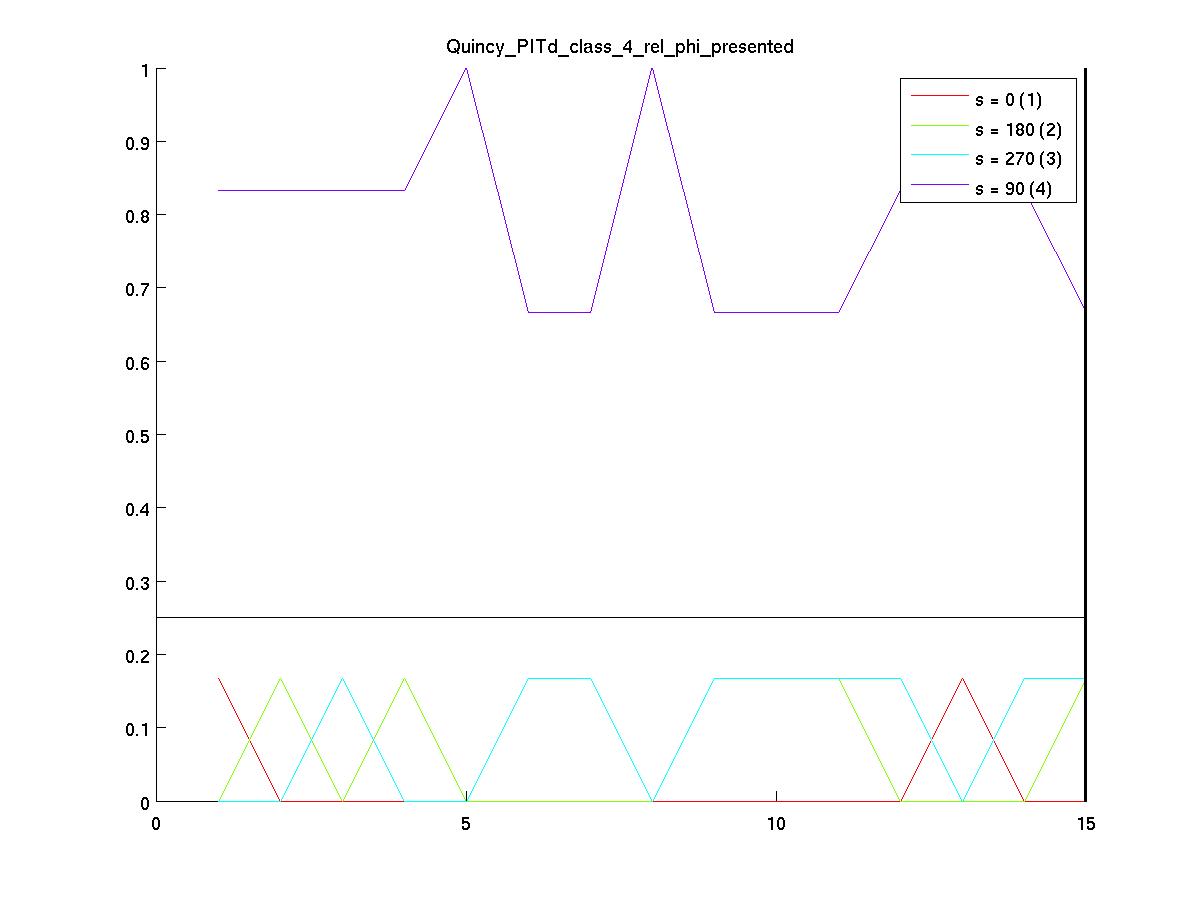 Quincy_PITd_class_4_rel_phi_presented
s = 0 (1)
s = 180 (2)
s = 270 (3)
s = 90 (4)
1
0.9
0.8
0.7
0.6
0.5
0.4
0.3
0.2
0.1
0
0 5 10 15